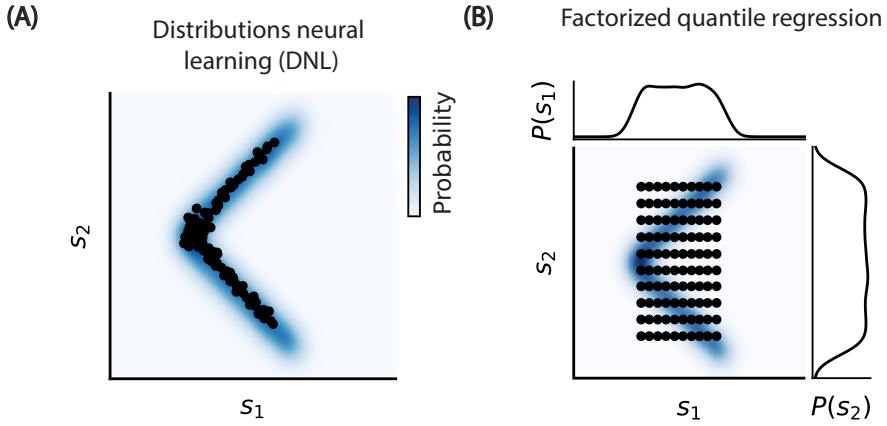 (A)
Distributions neural
learning (DNL)
Probability
s₂
s₁
(B)
Factorized quantile regression
P(s₁)
s₂
s₁
P(s₂)